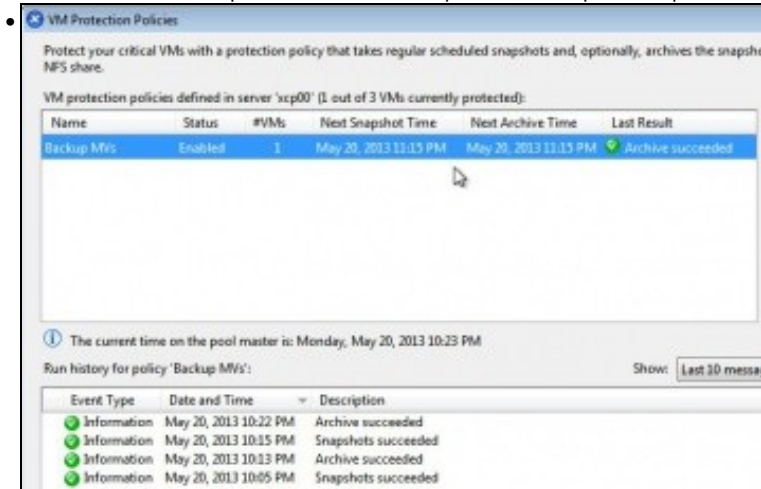 VM Protection Policies
Protect your critical VMs with a protection policy that takes regular scheduled snapshots and, optionally, archives the snapsh
NFS share.
VM protection policies defined in server 'xcp00' (1 out of 3 VMs currently protected):
Name Status #VMs Next Snapshot Time Next Archive Time Last Result
Backup MVs Enabled 1 May 20, 2013 11:15 PM May 20, 2013 11:15 PM Archive succeeded
The current time on the pool master is: Monday, May 20, 2013 10:23 PM
Run history for policy 'Backup MVs': Show: Last 10 messa
Event Type Date and Time Description
Information May 20, 2013 10:22 PM Archive succeeded
Information May 20, 2013 10:15 PM Snapshots succeeded
Information May 20, 2013 10:13 PM Archive succeeded
Information May 20, 2013 10:05 PM Snapshots succeeded